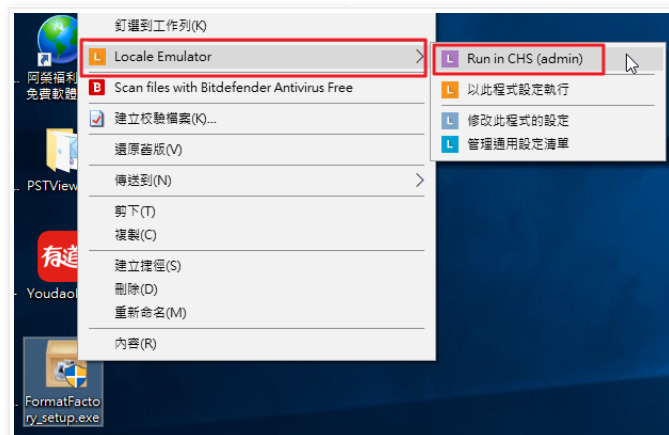 釘選到工作列(K)
Locale Emulator
Scan files with Bitdefender Antivirus Free
建立校驗檔案(K)...
還原舊版(V)
傳送到(N)
剪下(T)
複製(C)
建立捷徑(S)
刪除(D)
重新命名(M)
內容(R)
Run in CHS (admin)
以此程式設定執行
修改此程式的設定
管理通用設定清單
阿榮福利
免費軟體
PSTView
有道
Youdao
FormatFacto
ry_setup.exe